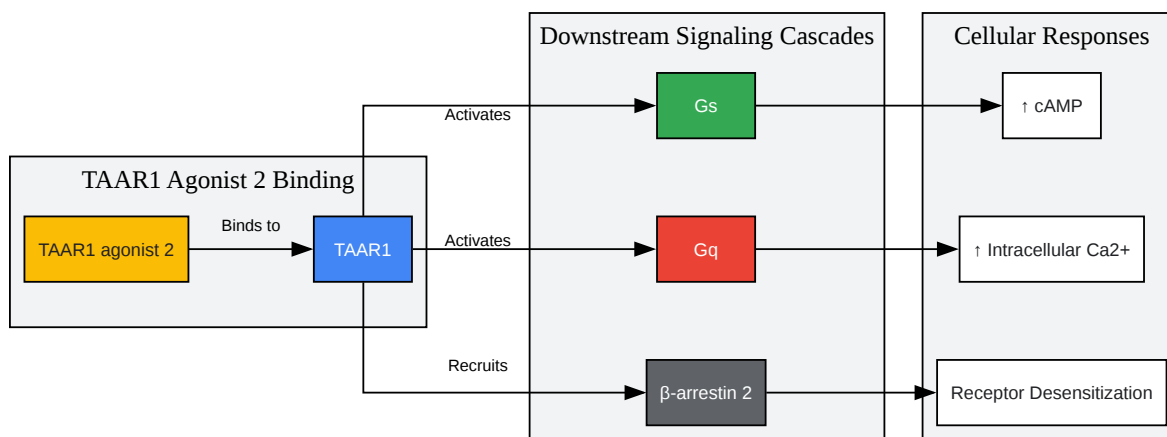 Downstream Signaling Cascades
Cellular Responses
Gs
↑ cAMP
Activates
TAAR1 Agonist 2 Binding
TAAR1 agonist 2
Binds to
TAAR1
Activates
Gq
↑ Intracellular Ca2+
Recruits
β-arrestin 2
Receptor Desensitization